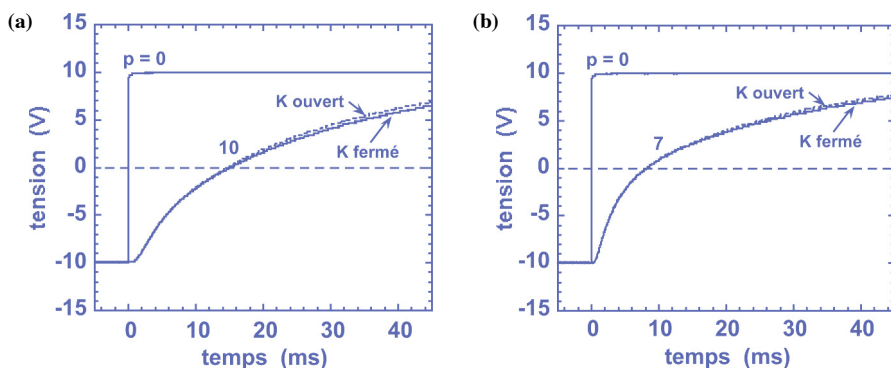 (a)
15
10
5
0
-5
-10
-15
tension (V)
p = 0
K ouvert
10
K fermé
0 10 20 30 40
temps (ms)
(b)
15
10
5
0
-5
-10
-15
tension (V)
p = 0
K ouvert
7
K fermé
0 10 20 30 40
temps (ms)